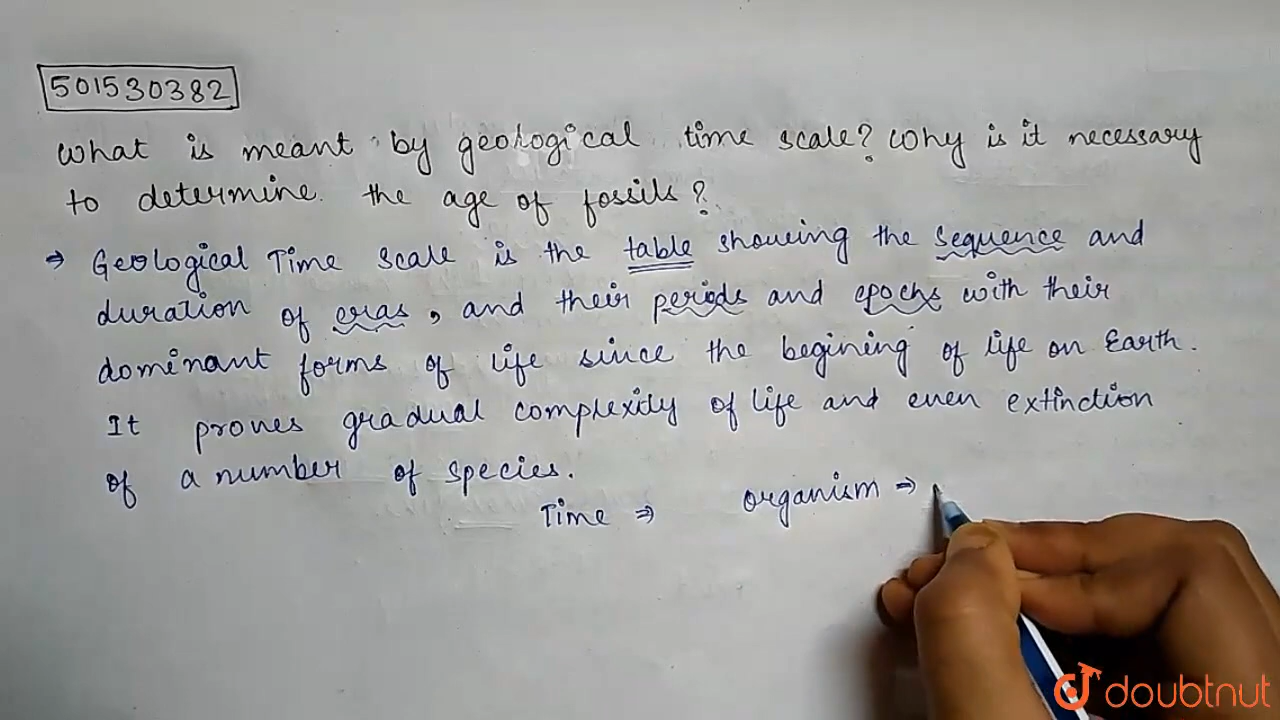 501530382
What is meant by geological time scale? Why is it necessary
to determine the age of fossils?
⇒ Geological Time scale is the table showing the sequence and
duration of eras, and their periods and epochs with their
dominant forms of life since the begining of life on Earth.
It proves gradual complexity of life and even extinction
of a number of species.
Time ⇒ organism ⇒
doubtnut